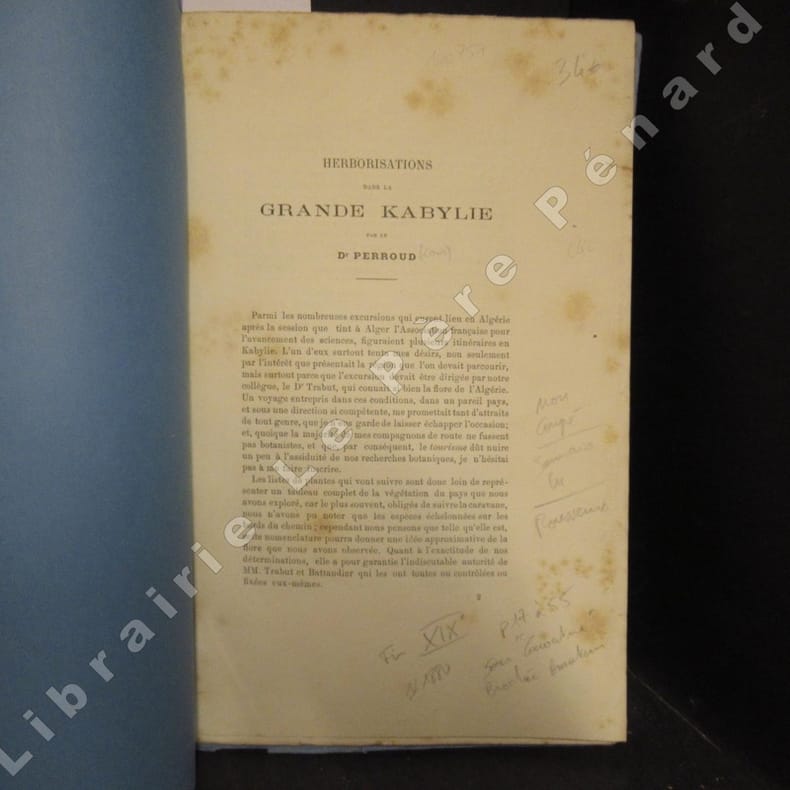 34€
HERBORISATIONS
DANS LA
GRANDE KABYLIE
PAR LE
Dr PERROUD
Parmi les nombreuses excursions qui eurent lieu en Algérie
après la session que tint à Alger l'Association française pour
l'avancement des sciences, figuraient plusieurs itinéraires en
Kabylie. L'un d'eux surtout tenta mes désirs, non seulement
par l'intérêt que présentait la région que l'on devait parcourir,
mais surtout parce que l'excursion devait être dirigée par notre
collègue, le Dr Trabut, qui connaît si bien la flore de l'Algérie.
Un voyage entrepris dans ces conditions, dans un pareil pays,
et sous une direction si compétente, me promettait tant d'attraits
de tout genre, que je n'eus garde de laisser échapper l'occasion;
et, quoique la majorité de mes compagnons de route ne fussent
pas botanistes, et que par conséquent, le tourisme dût nuire
un peu à l'assiduité de nos recherches botaniques, je n'hésitai
pas à me faire inscrire.
Les listes de plantes qui vont suivre sont donc loin de repré-
senter un tableau complet de la végétation du pays que nous
avons exploré, car le plus souvent, obligés de suivre la caravane,
nous n'avons pu noter que les espèces échelonnées sur les
bords du chemin; cependant nous pensons que telle qu'elle est,
cette nomenclature pourra donner une idée approximative de la
flore que nous avons observée. Quant à l'exactitude de nos
déterminations, elle a pour garantie l'indiscutable autorité de
MM. Trabut et Battandier qui les ont toutes ou contrôlées ou
fixées eux-mêmes.
2
Fin XIX
1880
p 17 à 55
Librairie Le Père Pénard